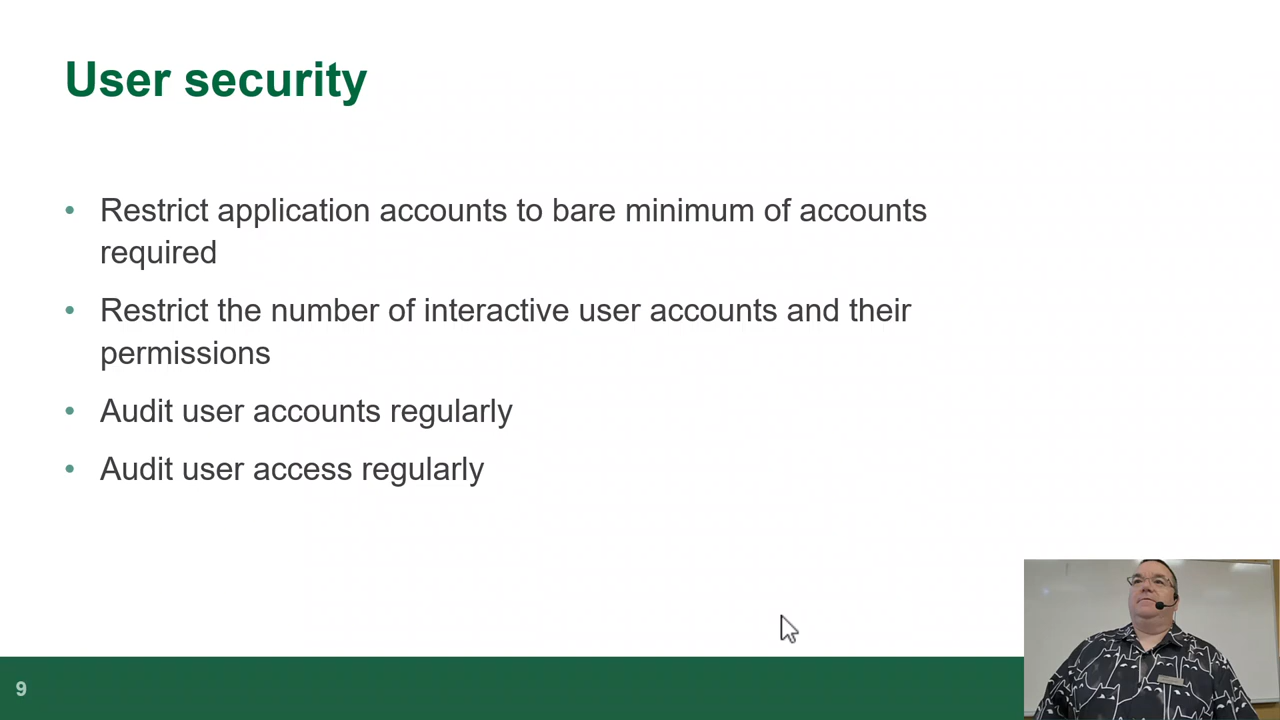 User security
• Restrict application accounts to bare minimum of accounts
required
• Restrict the number of interactive user accounts and their
permissions
• Audit user accounts regularly
• Audit user access regularly
9